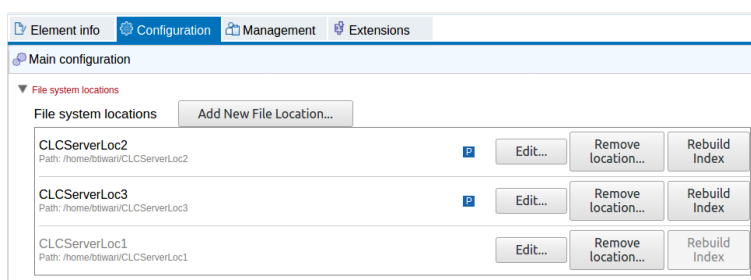 Element info Configuration Management Extensions
Main configuration
File system locations
File system locations Add New File Location...
CLCServerLoc2
Path: /home/btiwari/CLCServerLoc2
P Edit... Remove location... Rebuild Index
CLCServerLoc3
Path: /home/btiwari/CLCServerLoc3
P Edit... Remove location... Rebuild Index
CLCServerLoc1
Path: /home/btiwari/CLCServerLoc1
Edit... Remove location... Rebuild Index